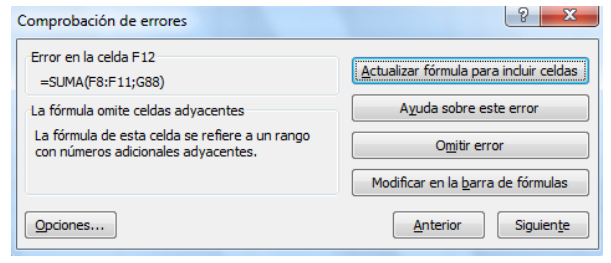 Comprobación de errores
Error en la celda F12
=SUMA(F8:F11;G88)
La fórmula omite celdas adyacentes
La fórmula de esta celda se refiere a un rango
con números adicionales adyacentes.
Actualizar fórmula para incluir celdas
Ayuda sobre este error
Omitir error
Modificar en la barra de fórmulas
Opciones...
Anterior
Siguiente